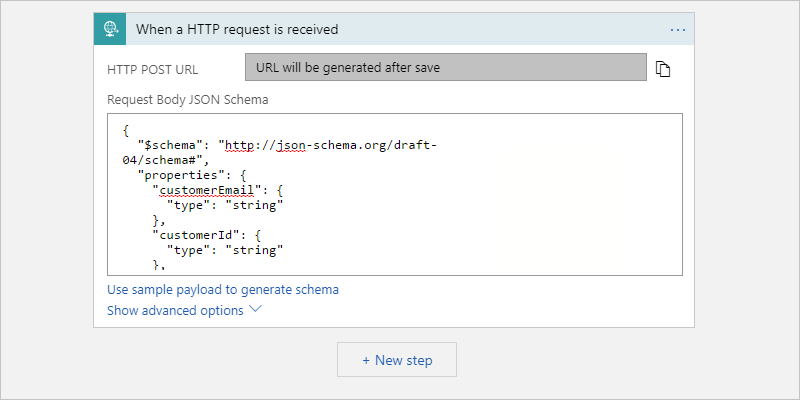 When a HTTP request is received
HTTP POST URL
URL will be generated after save
Request Body JSON Schema
{
"$schema": "http://json-schema.org/draft-
04/schema#",
"properties": {
"customerEmail": {
"type": "string"
},
"customerId": {
"type": "string"
},
Use sample payload to generate schema
Show advanced options
+ New step